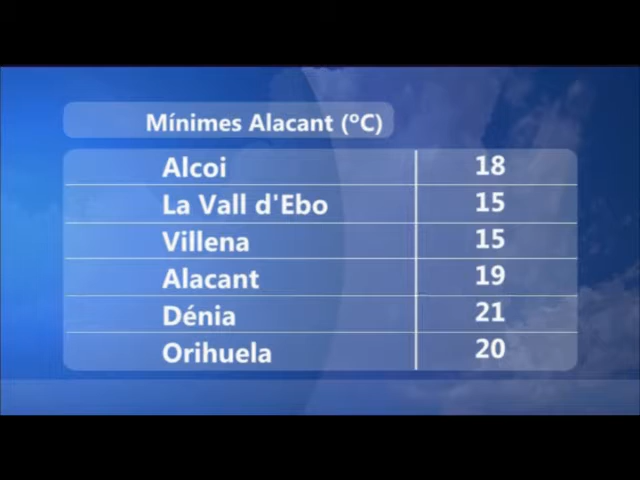 Mínimes Alacant (ºC)
Alcoi 18
La Vall d'Ebo 15
Villena 15
Alacant 19
Dénia 21
Orihuela 20